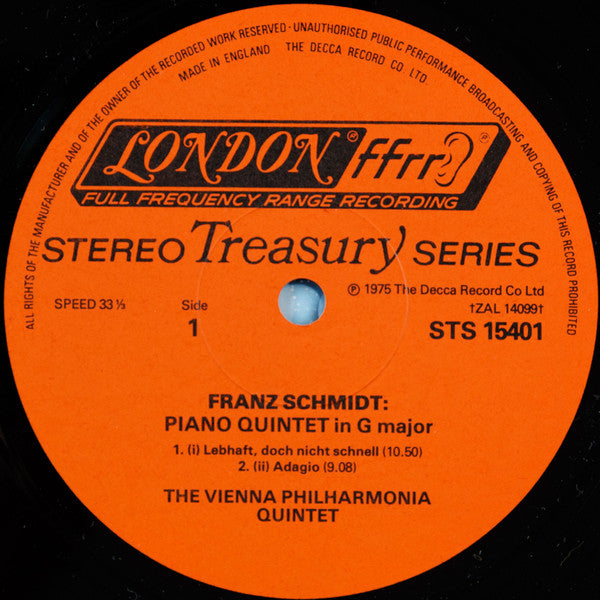 ALL RIGHTS OF THE MANUFACTURER AND OF THE OWNER OF THE RECORDED WORK RESERVED - UNAUTHORISED PUBLIC PERFORMANCE BROADCASTING AND COPYING OF THIS RECORD PROHIBITED
MADE IN ENGLAND THE DECCA RECORD CO LTD
LONDON® ffrr®
FULL FREQUENCY RANGE RECORDING
STEREO Treasury SERIES
℗ 1975 The Decca Record Co Ltd
SPEED 33⅓ Side †ZAL 14099†
1 STS 15401
FRANZ SCHMIDT:
PIANO QUINTET in G major
1. (i) Lebhaft, doch nicht schnell (10.50)
2. (ii) Adagio (9.08)
THE VIENNA PHILHARMONIA
QUINTET